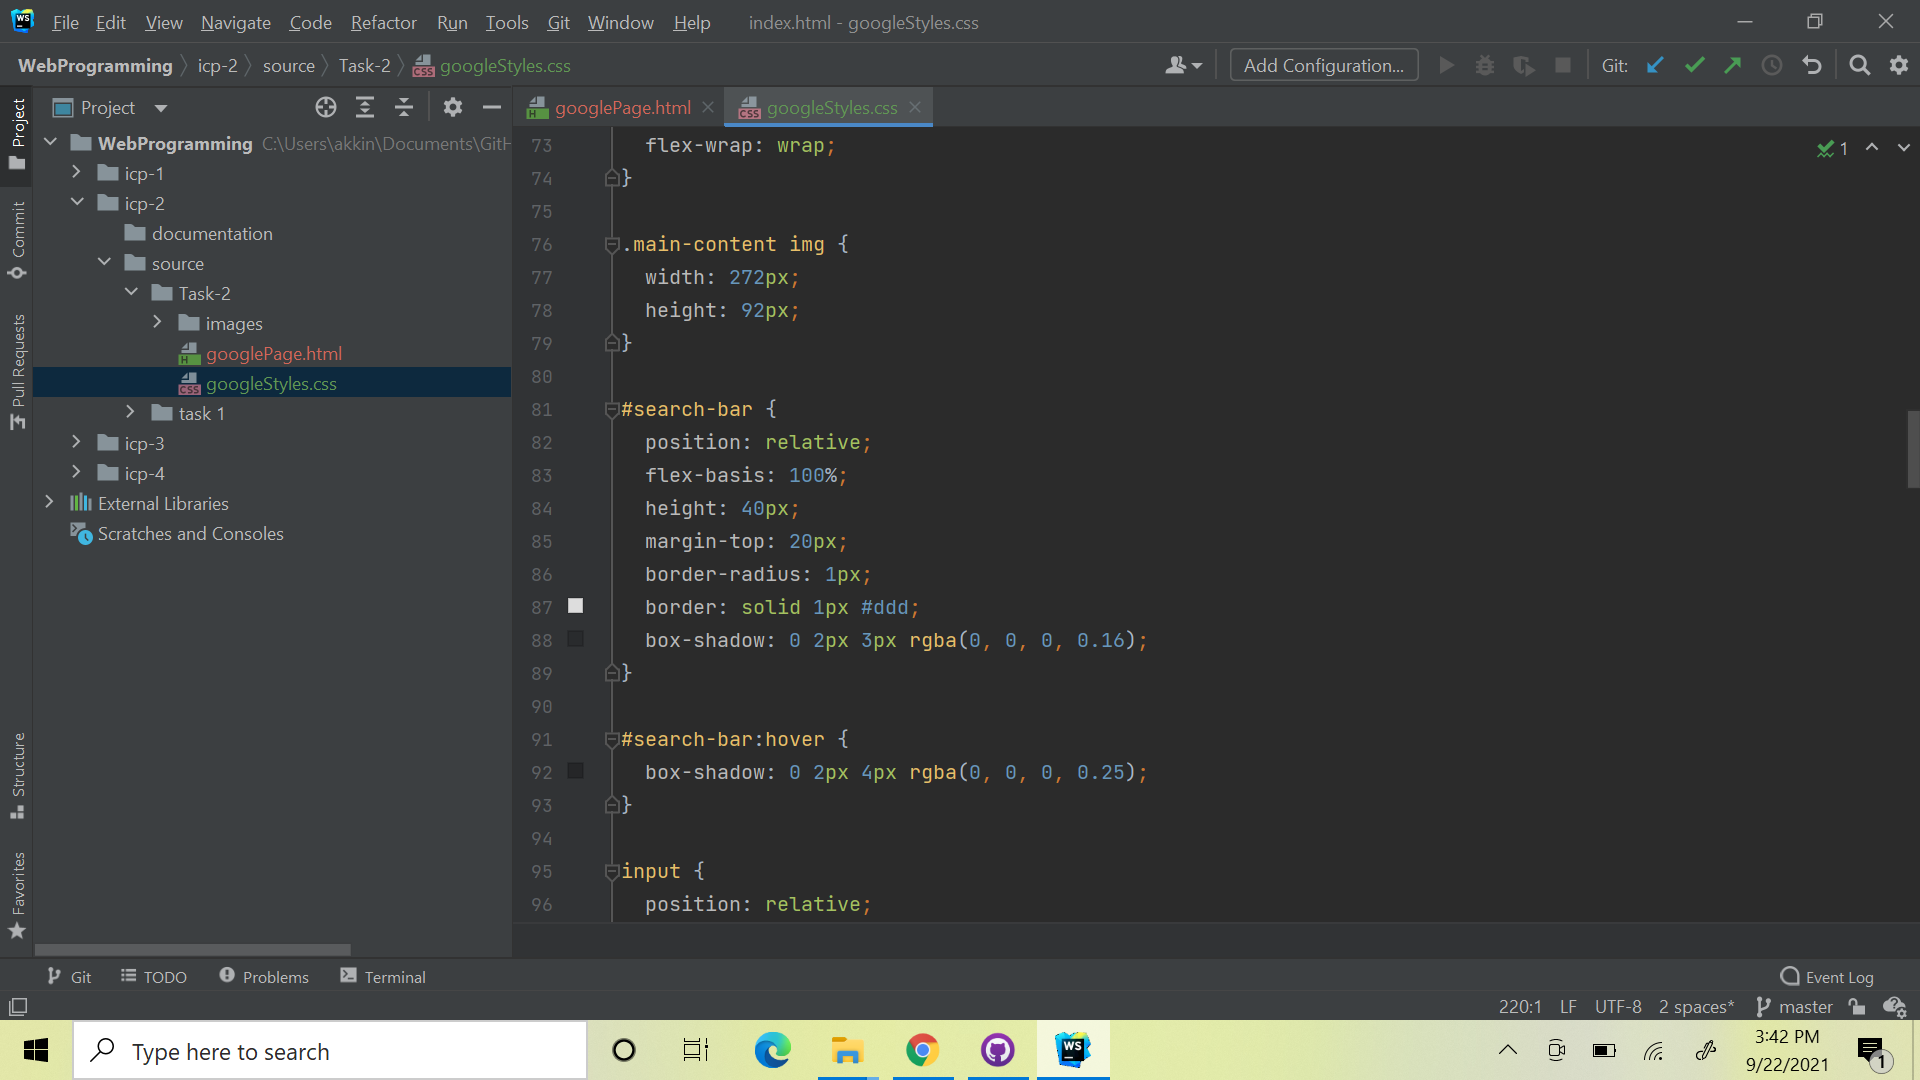 File Edit View Navigate Code Refactor Run Tools Git Window Help index.html - googleStyles.css
WebProgramming icp-2 source Task-2 googleStyles.css Add Configuration... Git:
Project
googlePage.html googleStyles.css
WebProgramming C:\Users\akkin\Documents\GitH
icp-1
icp-2
documentation
source
Task-2
images
googlePage.html
googleStyles.css
task 1
icp-3
icp-4
External Libraries
Scratches and Consoles
Project
Commit
Pull Requests
Structure
Favorites
1
73 flex-wrap: wrap;
74 }
75
76 .main-content img {
77 width: 272px;
78 height: 92px;
79 }
80
81 #search-bar {
82 position: relative;
83 flex-basis: 100%;
84 height: 40px;
85 margin-top: 20px;
86 border-radius: 1px;
87 border: solid 1px #ddd;
88 box-shadow: 0 2px 3px rgba(0, 0, 0, 0.16);
89 }
90
91 #search-bar:hover {
92 box-shadow: 0 2px 4px rgba(0, 0, 0, 0.25);
93 }
94
95 input {
96 position: relative;
Git TODO Problems Terminal Event Log
220:1 LF UTF-8 2 spaces* master
Type here to search
WS
3:42 PM
9/22/2021
1